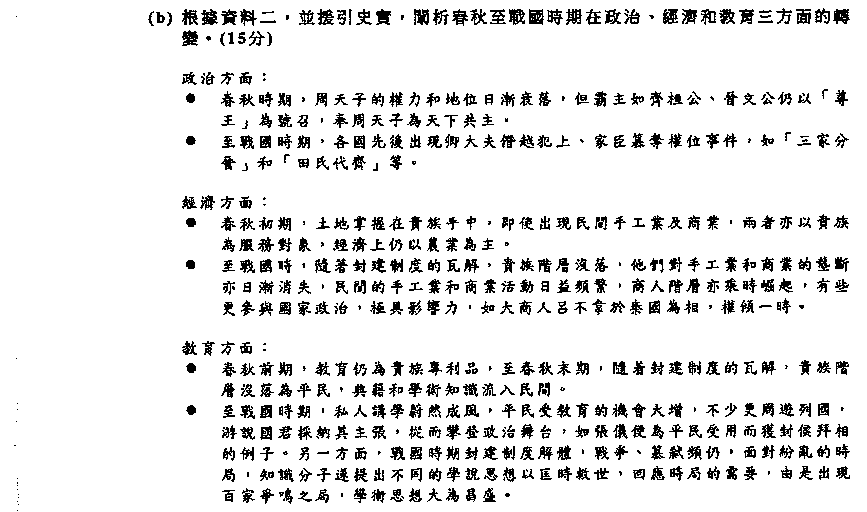 (b) 根據資料二，並援引史實，闡析春秋至戰國時期在政治、經濟和教育三方面的轉
變。(15分)
政治方面：
● 春秋時期，周天子的權力和地位日漸衰落，但霸主如齊桓公、晉文公仍以「尊
王」為號召，奉周天子為天下共主。
● 至戰國時期，各國先後出現卿大夫僭越犯上、家臣篡奪權位事件，如「三家分
晉」和「田氏代齊」等。
經濟方面：
● 春秋初期，土地掌握在貴族手中，即使出現民間手工業及商業，兩者亦以貴族
為服務對象，經濟上仍以農業為主。
● 至戰國時，隨著封建制度的瓦解，貴族階層沒落，他們對手工業和商業的壟斷
亦日漸消失，民間的手工業和商業活動日益頻繁，商人階層亦乘時崛起，有些
更參與國家政治，極具影響力，如大商人呂不韋於秦國為相，權傾一時。
教育方面：
● 春秋前期，教育仍為貴族專利品，至春秋末期，隨著封建制度的瓦解，貴族階
層沒落為平民，典籍和學術知識流入民間。
● 至戰國時期，私人講學蔚然成風，平民受教育的機會大增，不少更周遊列國，
游說國君採納其主張，從而攀登政治舞台，如張儀便為平民受用而獲封侯拜相
的例子。另一方面，戰國時期封建制度解體，戰爭、篡弒頻仍，面對紛亂的時
局，知識分子遂提出不同的學說思想以匡時救世，回應時局的需要，由是出現
百家爭鳴之局，學術思想大為昌盛。